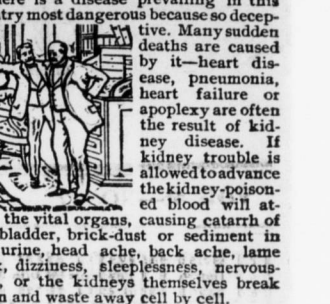 ere is a disease prevailing in this
try most dangerous because so decep-
tive. Many sudden
deaths are caused
by it—heart dis-
ease, pneumonia,
heart failure or
apoplexy are often
the result of kid-
ney disease. If
kidney trouble is
allowed to advance
the kidney-poison-
ed blood will at-
the vital organs, causing catarrh of
bladder, brick-dust or sediment in
urine, head ache, back ache, lame
, dizziness, sleeplessness, nervous-
, or the kidneys themselves break
n and waste away cell by cell.